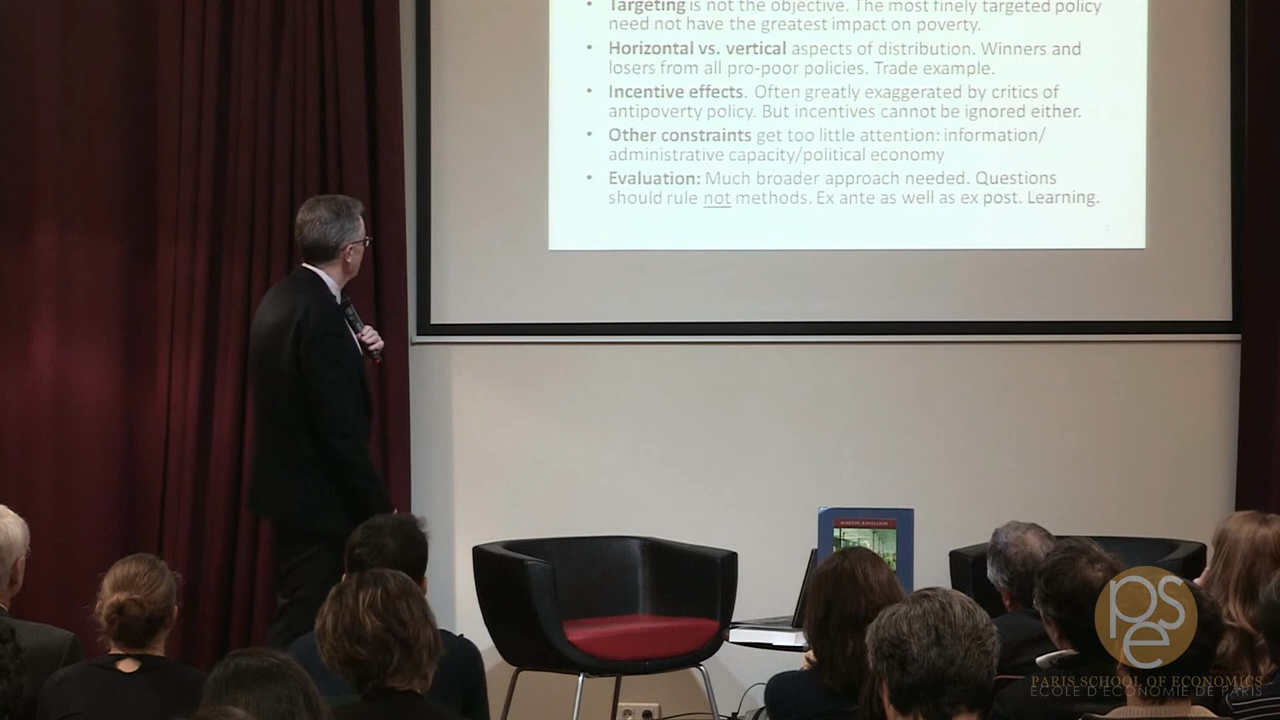 Targeting is not the objective. The most finely targeted policy
need not have the greatest impact on poverty.
Horizontal vs. vertical aspects of distribution. Winners and
losers from all pro-poor policies. Trade example.
Incentive effects. Often greatly exaggerated by critics of
antipoverty policy. But incentives cannot be ignored either.
Other constraints get too little attention: information/
administrative capacity/political economy
Evaluation: Much broader approach needed. Questions
should rule not methods. Ex ante as well as ex post. Learning.
MARTIN RAVALLION
pse
PARIS SCHOOL OF ECONOMICS
ECOLE D'ECONOMIE DE PARIS